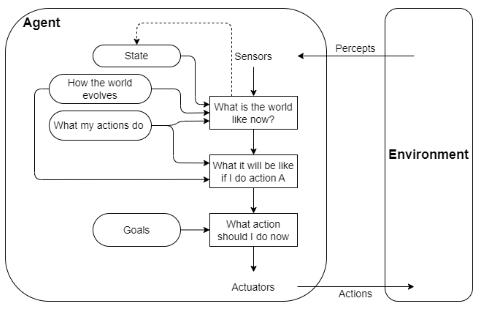 Agent
State
Sensors
Percepts
How the world
evolves
What is the world
like now?
What my actions do
Environment
What it will be like
if I do action A
Goals
What action
should I do now
Actuators
Actions